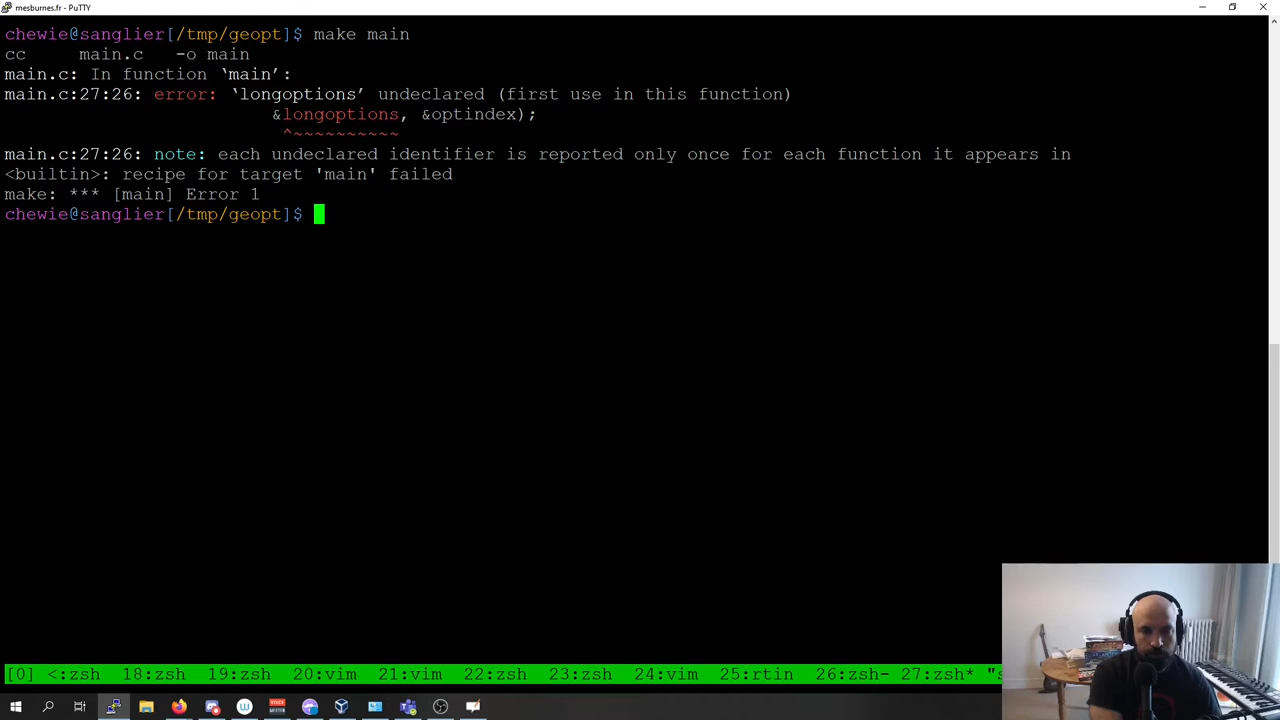 mesburnes.fr - PuTTY
chewie@sanglier[/tmp/geopt]$ make main
cc     main.c   -o main
main.c: In function ‘main’:
main.c:27:26: error: ‘longoptions’ undeclared (first use in this function)
&longoptions, &optindex);
^~~~~~~~~~~
main.c:27:26: note: each undeclared identifier is reported only once for each function it appears in
<builtin>: recipe for target 'main' failed
make: *** [main] Error 1
chewie@sanglier[/tmp/geopt]$
[0] <:zsh  18:zsh  19:zsh  20:vim  21:vim  22:zsh  23:zsh  24:vim  25:rtin  26:zsh- 27:zsh* "s